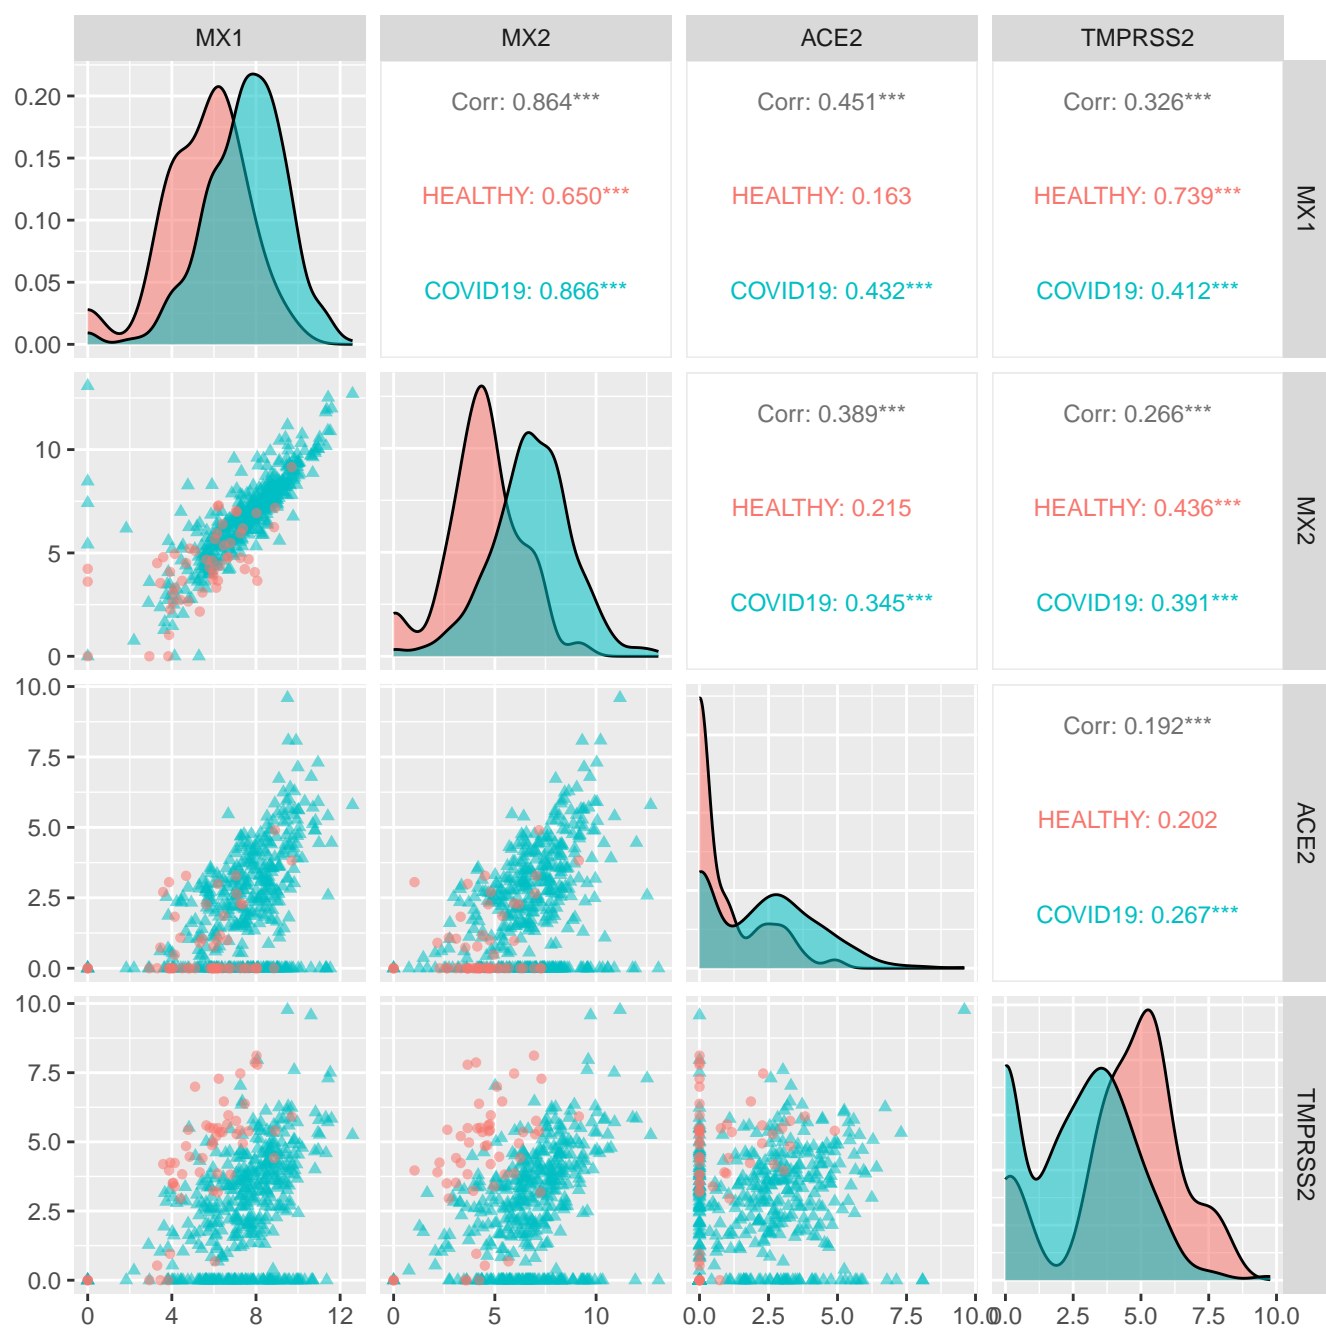 MX1 MX2 ACE2 TMPRSS2
0.20
0.15
0.10
0.05
0.00
Corr: 0.864***
HEALTHY: 0.650***
COVID19: 0.866***
Corr: 0.451***
HEALTHY: 0.163
COVID19: 0.432***
Corr: 0.326***
HEALTHY: 0.739***
COVID19: 0.412***
MX1
10
5
0
Corr: 0.389***
HEALTHY: 0.215
COVID19: 0.345***
Corr: 0.266***
HEALTHY: 0.436***
COVID19: 0.391***
MX2
10.0
7.5
5.0
2.5
0.0
Corr: 0.192***
HEALTHY: 0.202
COVID19: 0.267***
ACE2
10.0
7.5
5.0
2.5
0.0
TMPRSS2
0 4 8 12
0 5 10
0.0 2.5 5.0 7.5 10.0
0.0 2.5 5.0 7.5 10.0